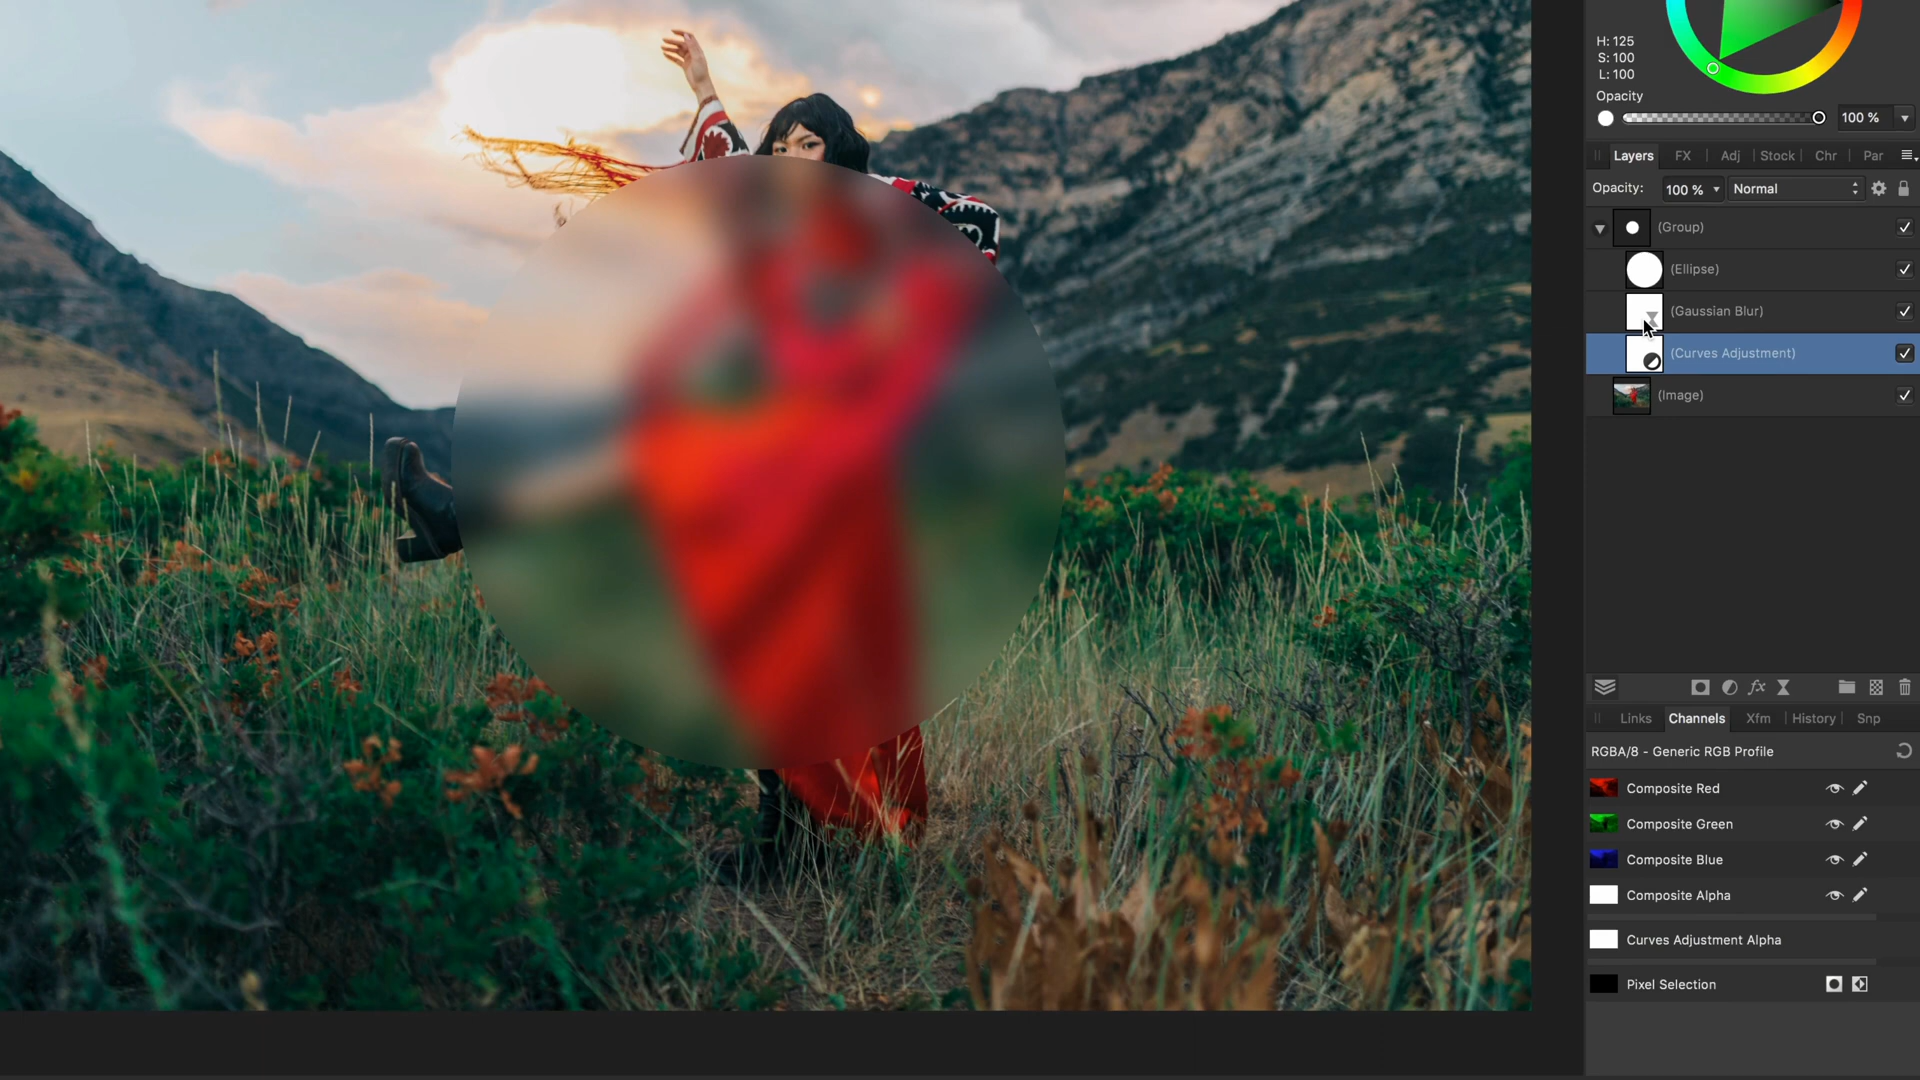 H: 125
S: 100
L: 100
Opacity
100 %
Layers FX Adj Stock Chr Par
Opacity: 100 % Normal
(Group)
(Ellipse)
(Gaussian Blur)
(Curves Adjustment)
(Image)
fx
Links Channels Xfm History Snp
RGBA/8 - Generic RGB Profile
Composite Red
Composite Green
Composite Blue
Composite Alpha
Curves Adjustment Alpha
Pixel Selection